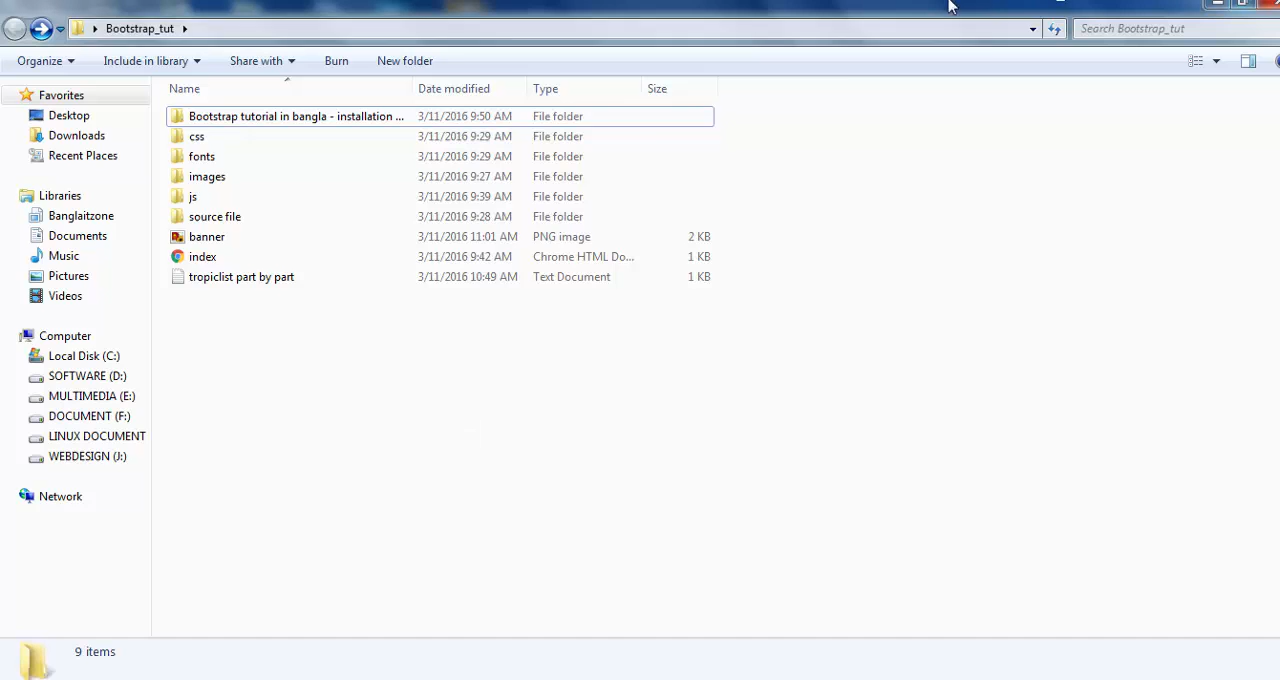 Bootstrap_tut
Search Bootstrap_tut
Organize Include in library Share with Burn New folder
Name Date modified Type Size
Favorites
Desktop
Downloads
Recent Places
Libraries
Banglaitzone
Documents
Music
Pictures
Videos
Computer
Local Disk (C:)
SOFTWARE (D:)
MULTIMEDIA (E:)
DOCUMENT (F:)
LINUX DOCUMENT
WEBDESIGN (J:)
Network
Bootstrap tutorial in bangla - installation ... 3/11/2016 9:50 AM File folder
css 3/11/2016 9:29 AM File folder
fonts 3/11/2016 9:29 AM File folder
images 3/11/2016 9:27 AM File folder
js 3/11/2016 9:39 AM File folder
source file 3/11/2016 9:28 AM File folder
banner 3/11/2016 11:01 AM PNG image 2 KB
index 3/11/2016 9:42 AM Chrome HTML Do... 1 KB
tropiclist part by part 3/11/2016 10:49 AM Text Document 1 KB
9 items